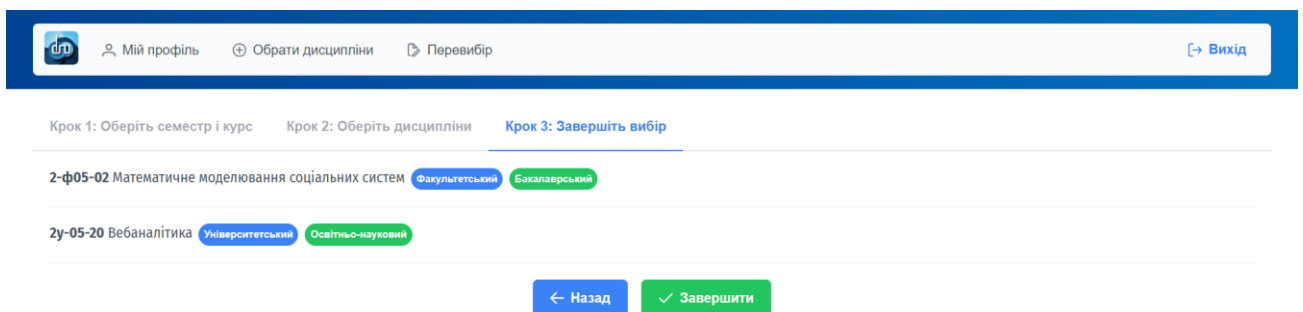 Мій профіль Обрати дисципліни Перевибір Вихід
Крок 1: Оберіть семестр і курс Крок 2: Оберіть дисципліни Крок 3: Завершіть вибір
2-ф05-02 Математичне моделювання соціальних систем Факультетський Бакалаврський
2у-05-20 Вебаналітика Університетський Освітньо-науковий
Назад Завершити